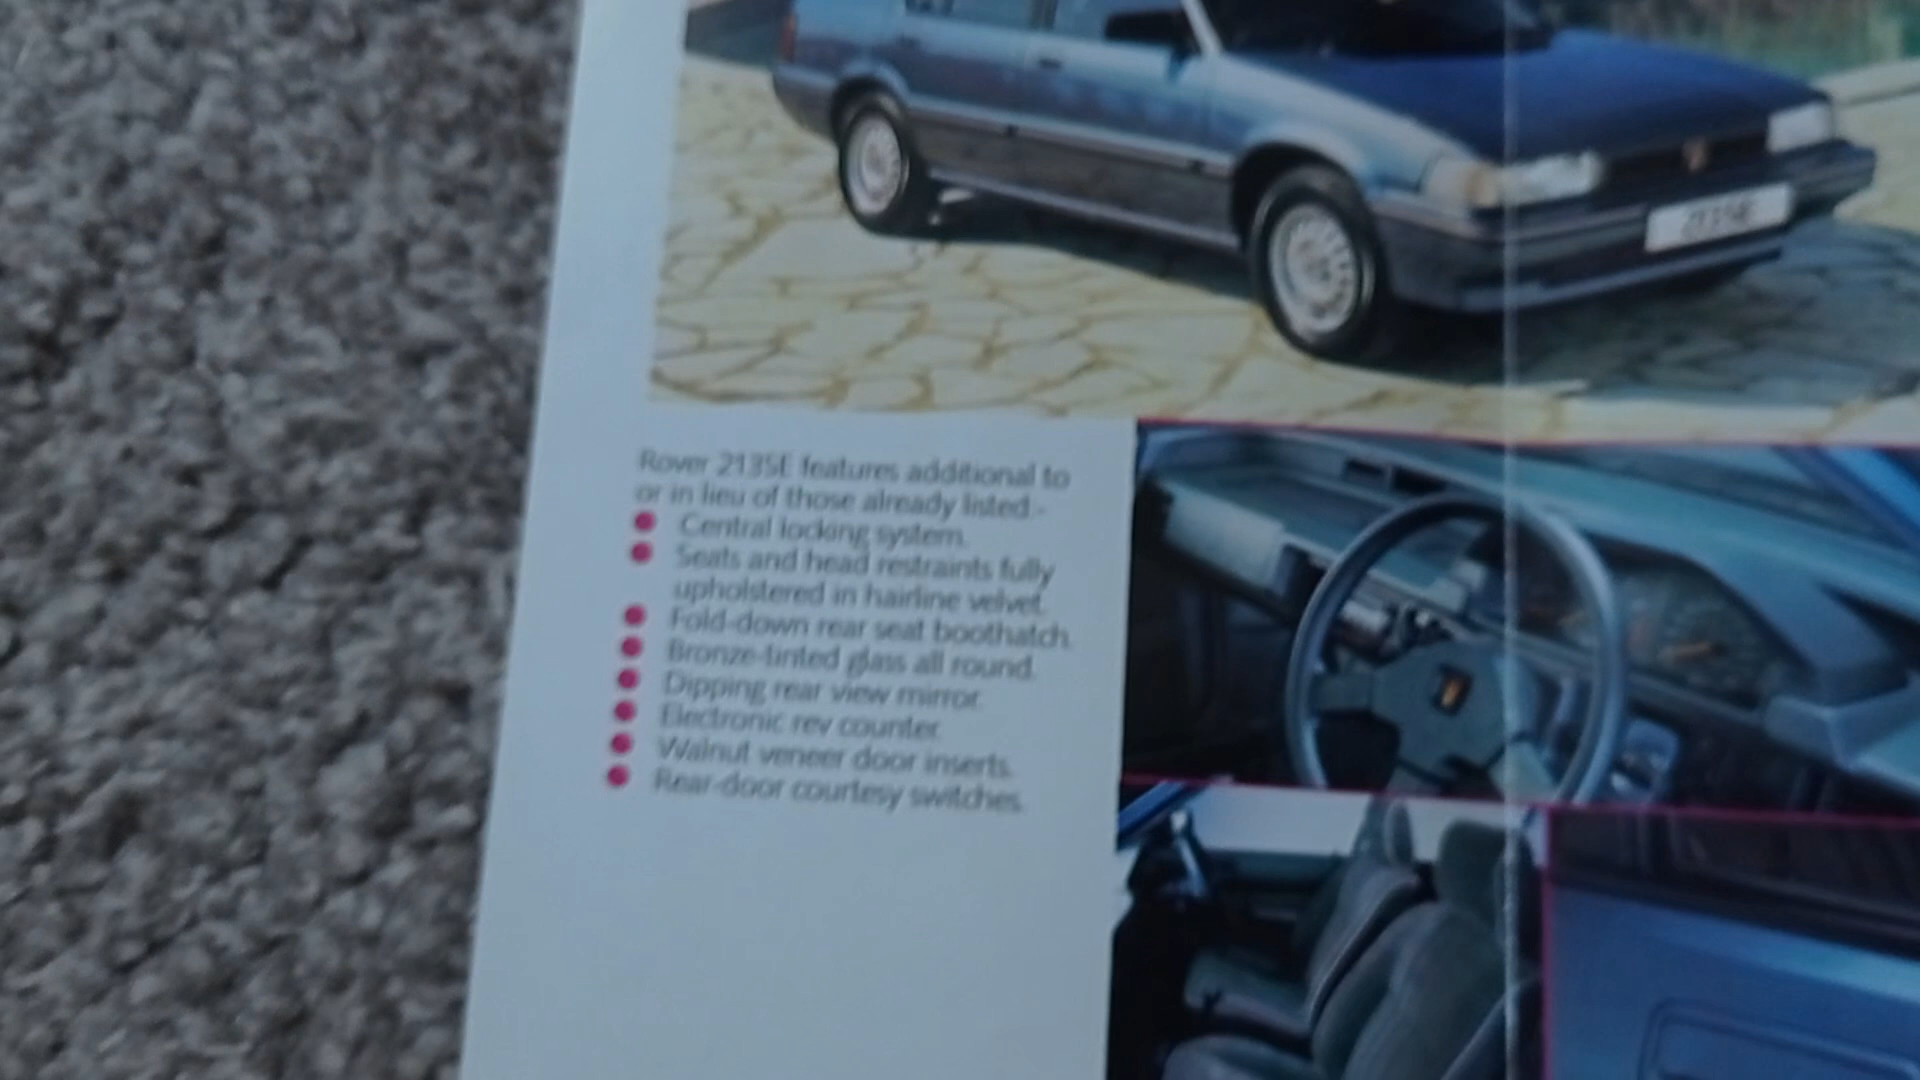 Rover 213SE features additional to
or in lieu of those already listed:-
Central locking system.
Seats and head restraints fully
upholstered in hairline velvet.
Fold-down rear seat boothatch.
Bronze-tinted glass all round.
Dipping rear view mirror.
Electronic rev counter.
Walnut veneer door inserts.
Rear-door courtesy switches.